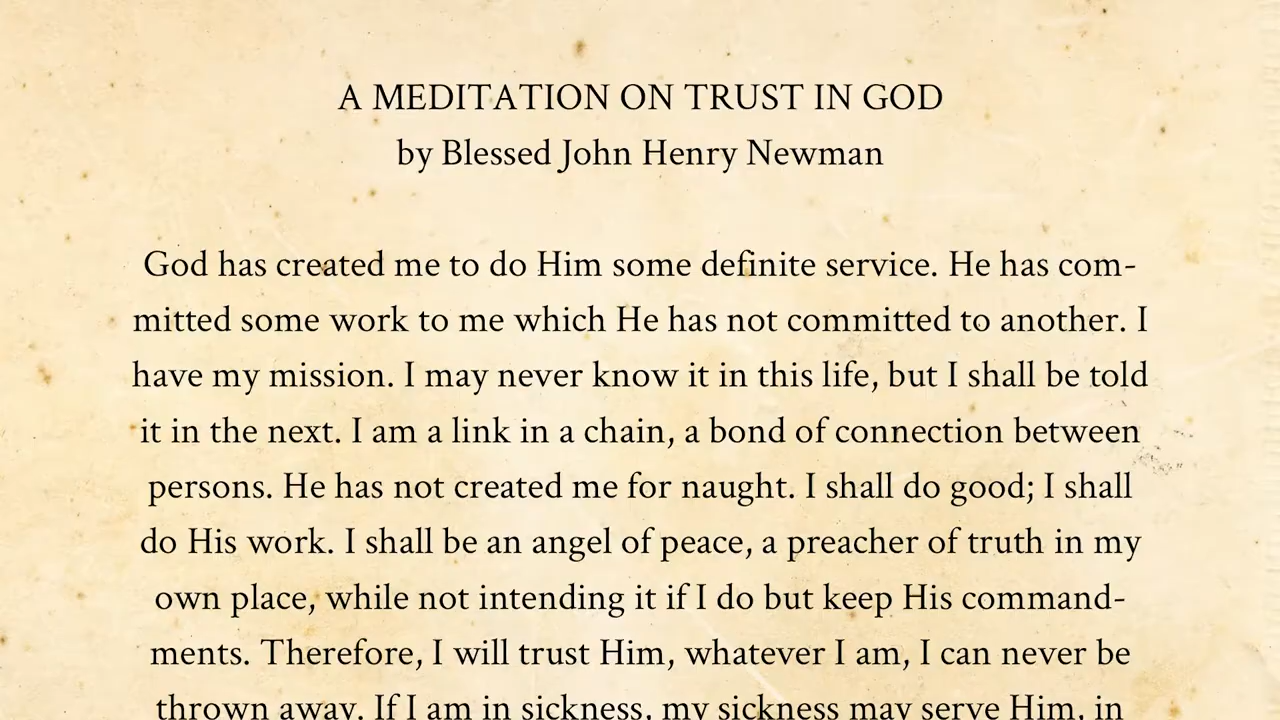 A MEDITATION ON TRUST IN GOD
by Blessed John Henry Newman
God has created me to do Him some definite service. He has com-
mitted some work to me which He has not committed to another. I
have my mission. I may never know it in this life, but I shall be told
it in the next. I am a link in a chain, a bond of connection between
persons. He has not created me for naught. I shall do good; I shall
do His work. I shall be an angel of peace, a preacher of truth in my
own place, while not intending it if I do but keep His command-
ments. Therefore, I will trust Him, whatever I am, I can never be
thrown away. If I am in sickness, my sickness may serve Him, in